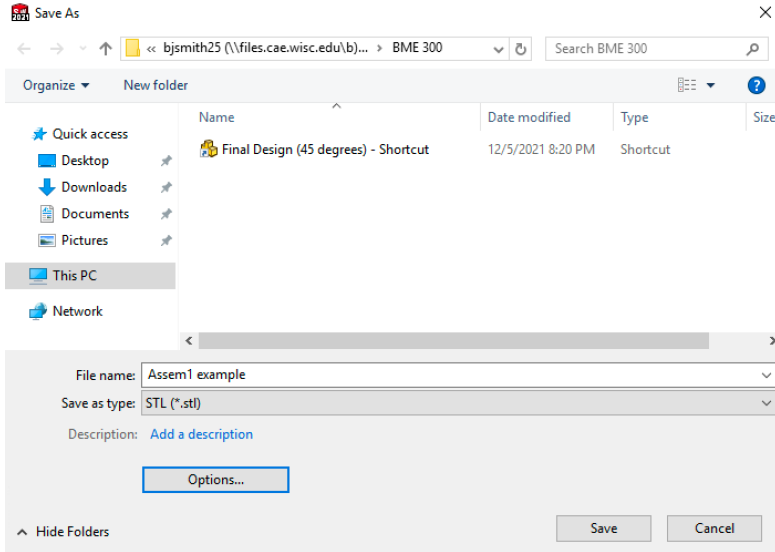 SW 2021 Save As
« bjsmith25 (\\files.cae.wisc.edu\b)... › BME 300 Search BME 300
Organize New folder
Name Date modified Type Size
Quick access
Final Design (45 degrees) - Shortcut 12/5/2021 8:20 PM Shortcut
Desktop
Downloads
Documents
Pictures
This PC
Network
File name: Assem1 example
Save as type: STL (*.stl)
Description: Add a description
Options...
Hide Folders Save Cancel